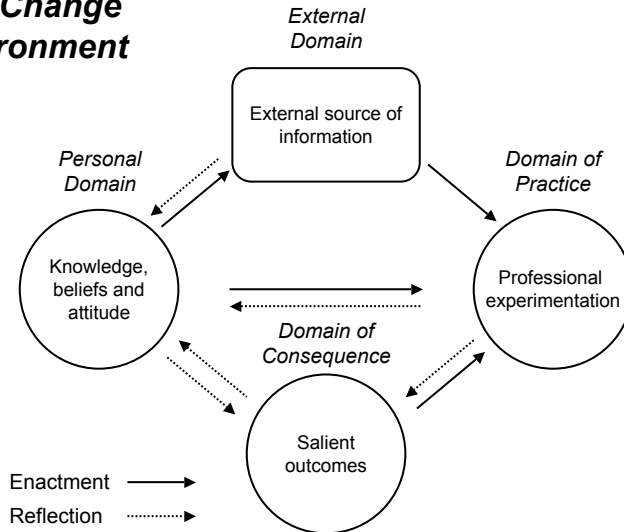 Change
External
Domain
External source of
information
Personal
Domain
Domain of
Practice
Knowledge,
beliefs and
attitude
Professional
experimentation
Domain of
Consequence
Salient
outcomes
Enactment
Reflection